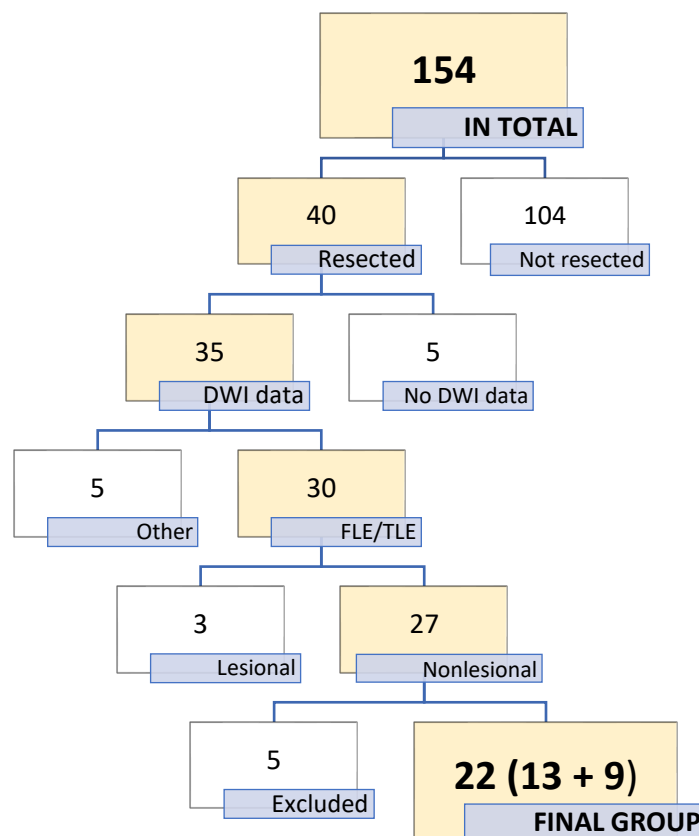 154
IN TOTAL
40
Resected
104
Not resected
35
DWI data
5
No DWI data
5
Other
30
FLE/TLE
3
Lesional
27
Nonlesional
5
Excluded
22 (13 + 9)
FINAL GROUP